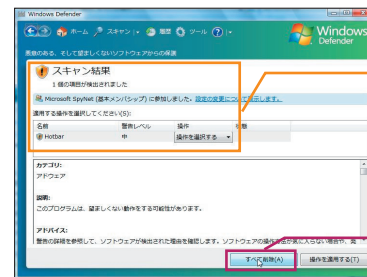 Windows Defender
ホーム スキャン 履歴 ツール
Windows
Defender
悪意のある、そして望ましくないソフトウェアからの保護
スキャン結果
1 個の項目が検出されました
Microsoft SpyNet (基本メンバシップ) に参加しました。設定の変更について表示します。
適用する操作を選択してください(S):
名前 警告レベル 操作 状態
Hotbar 中 操作を選択する
カテゴリ:
アドウェア
説明:
このプログラムは、望ましくない動作をする可能性があります。
アドバイス:
警告の詳細を参照して、ソフトウェアが検出された理由を確認します。ソフトウェアの操作方法が気に入らない場合や、発
すべて削除(A) 操作を適用する(T)